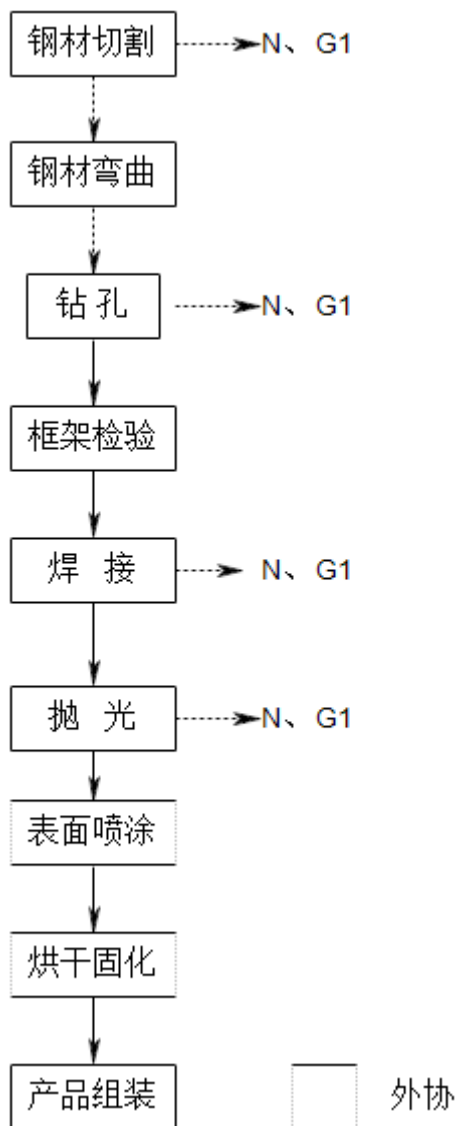 钢材切割 N、G1
钢材弯曲
钻 孔 N、G1
框架检验
焊 接 N、G1
抛 光 N、G1
表面喷涂
烘干固化
产品组装 外协